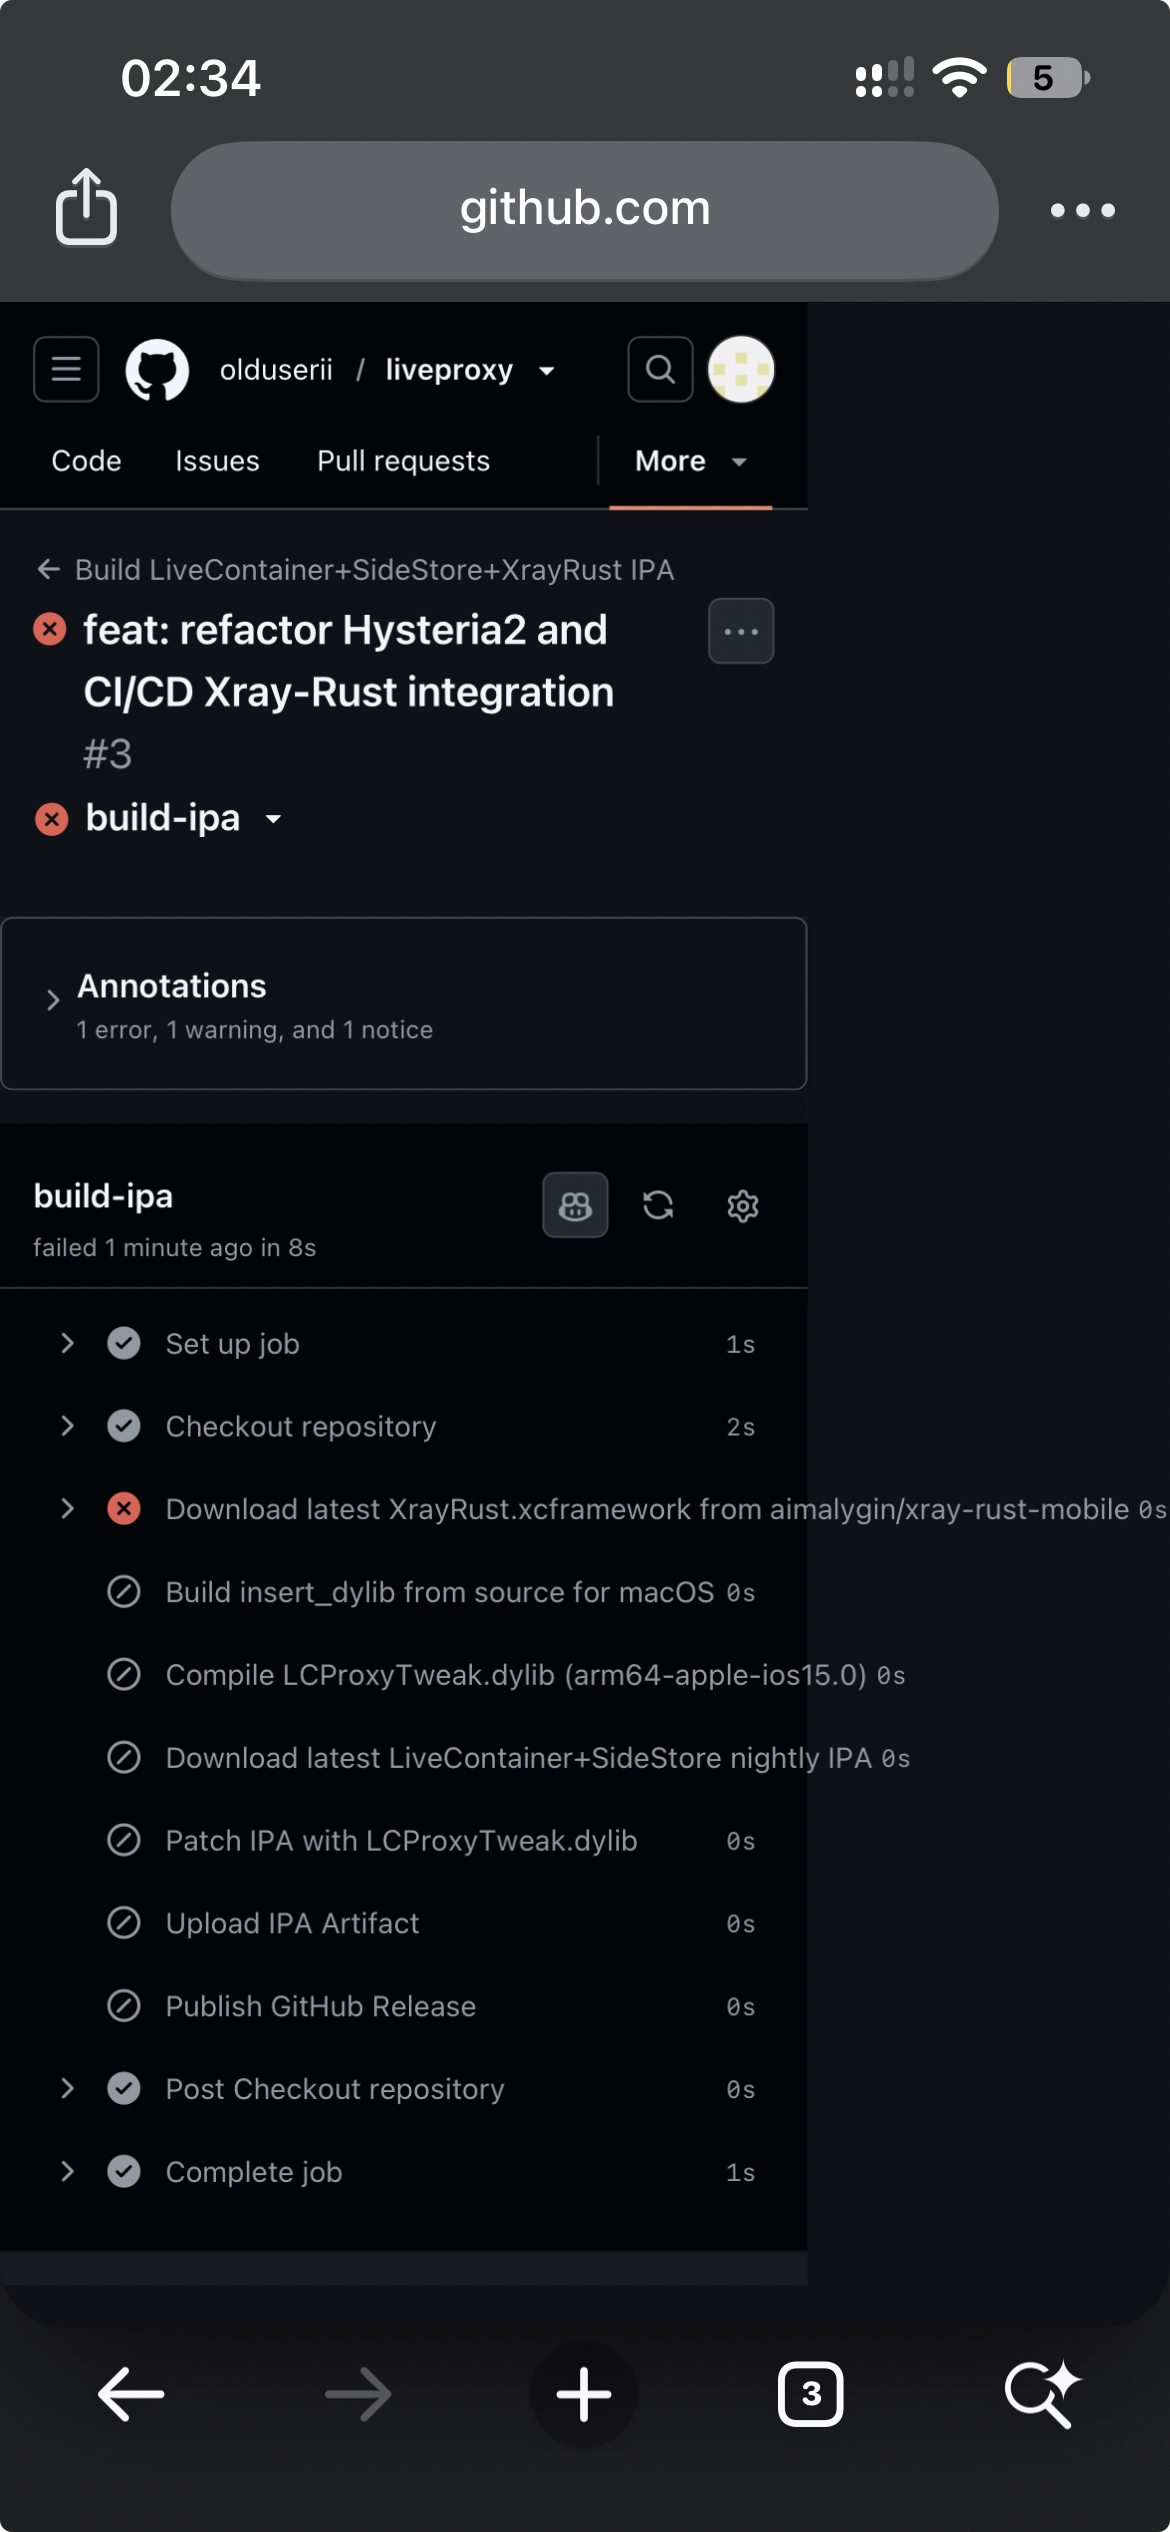 02:34
5
github.com
olduserii / liveproxy
Code Issues Pull requests More
Build LiveContainer+SideStore+XrayRust IPA
feat: refactor Hysteria2 and
CI/CD Xray-Rust integration
#3
build-ipa
Annotations
1 error, 1 warning, and 1 notice
build-ipa
failed 1 minute ago in 8s
Set up job 1s
Checkout repository 2s
Download latest XrayRust.xcframework from aimalygin/xray-rust-mobile 0s
Build insert_dylib from source for macOS 0s
Compile LCProxyTweak.dylib (arm64-apple-ios15.0) 0s
Download latest LiveContainer+SideStore nightly IPA 0s
Patch IPA with LCProxyTweak.dylib 0s
Upload IPA Artifact 0s
Publish GitHub Release 0s
Post Checkout repository 0s
Complete job 1s
3